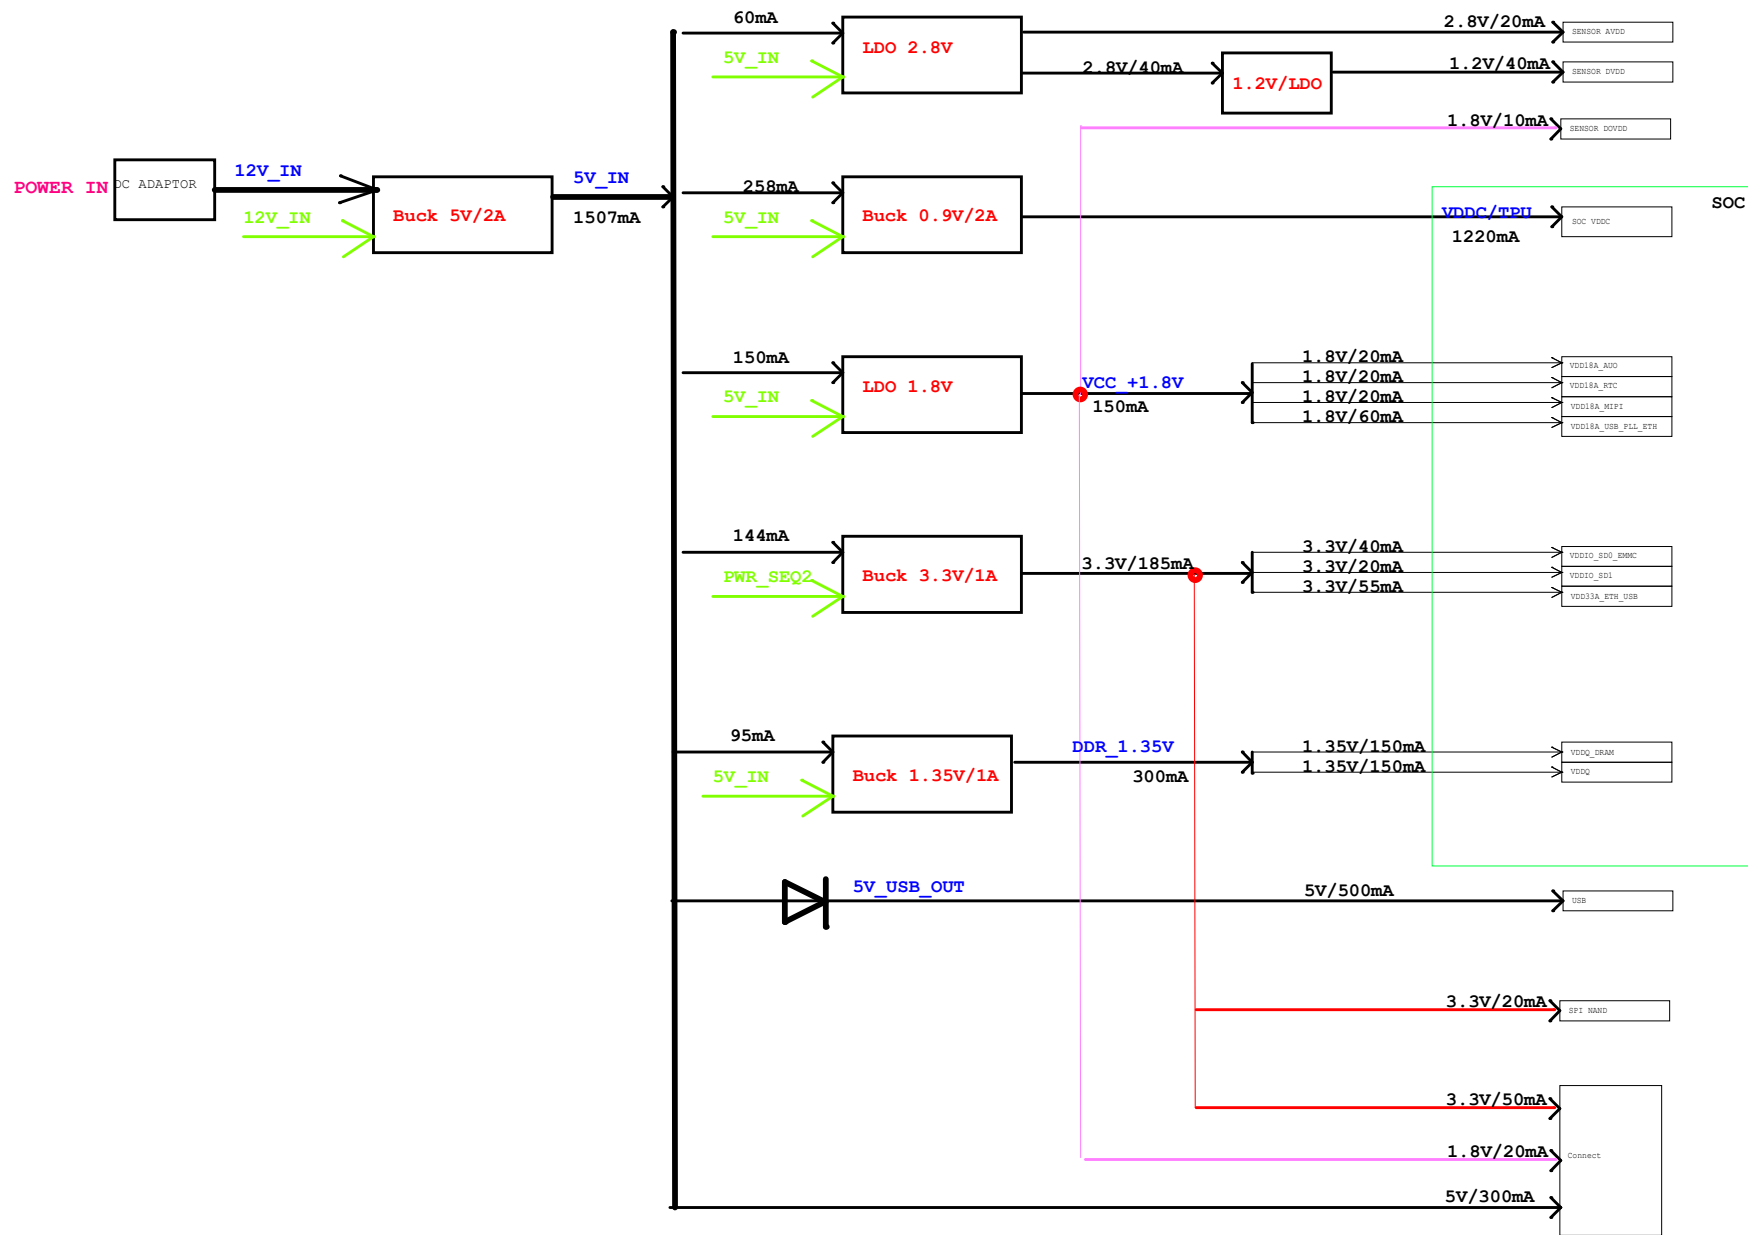 60mA
LDO 2.8V
5V_IN
2.8V/20mA
SENSOR AVDD
2.8V/40mA
1.2V/LDO
1.2V/40mA
SENSOR DVDD
1.8V/10mA
SENSOR DOVDD
POWER IN
DC ADAPTOR
12V_IN
12V_IN
Buck 5V/2A
5V_IN
1507mA
258mA
5V_IN
Buck 0.9V/2A
VDDC/TPU
1220mA
SOC VDDC
SOC
150mA
5V_IN
LDO 1.8V
VCC_+1.8V
150mA
1.8V/20mA
VDD18A_AUO
1.8V/20mA
VDD18A_RTC
1.8V/20mA
VDD18A_MIPI
1.8V/60mA
VDD18A_USB_PLL_ETH
144mA
PWR_SEQ2
Buck 3.3V/1A
3.3V/185mA
3.3V/40mA
VDDIO_SD0_EMMC
3.3V/20mA
VDDIO_SD1
3.3V/55mA
VDD33A_ETH_USB
95mA
5V_IN
Buck 1.35V/1A
DDR_1.35V
300mA
1.35V/150mA
VDDQ_DRAM
1.35V/150mA
VDDQ
5V_USB_OUT
5V/500mA
USB
3.3V/20mA
SPI NAND
3.3V/50mA
1.8V/20mA
Connect
5V/300mA